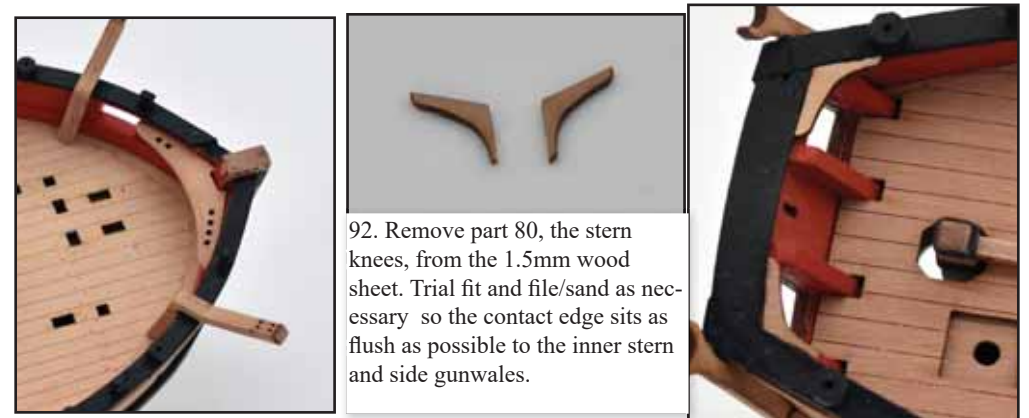 92. Remove part 80, the stern
knees, from the 1.5mm wood
sheet. Trial fit and file/sand as nec-
essary  so the contact edge sits as
flush as possible to the inner stern
and side gunwales.